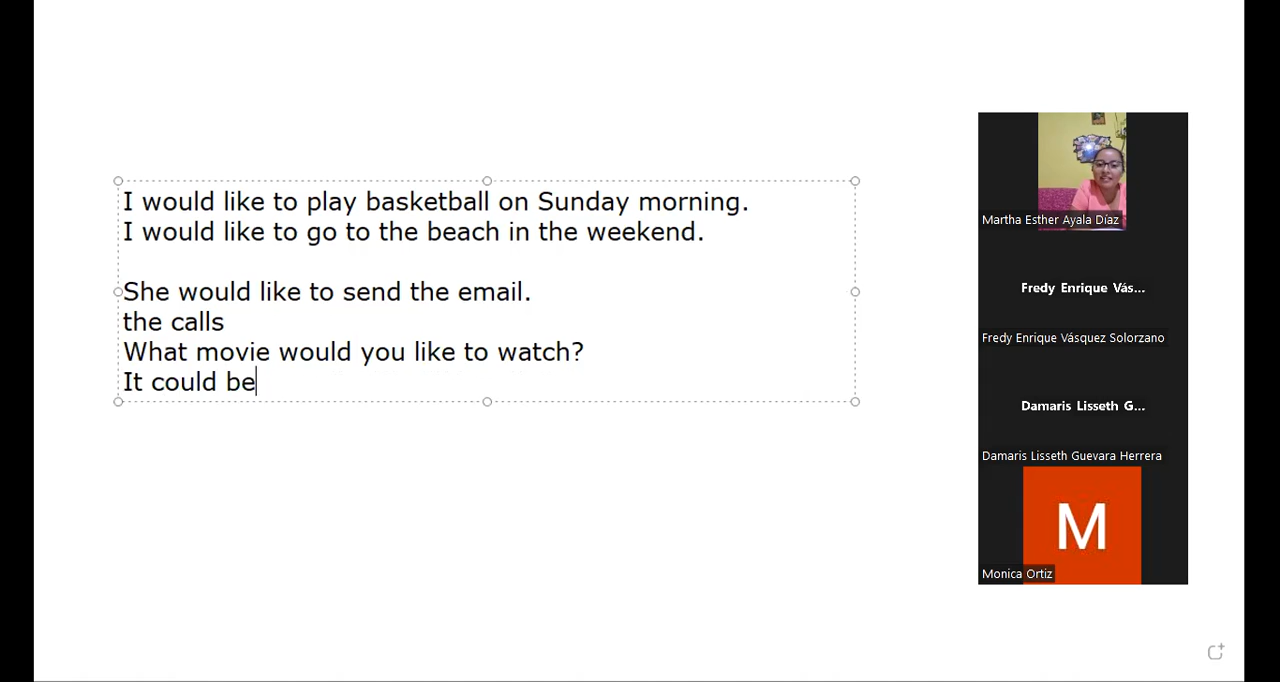 I would like to play basketball on Sunday morning.
I would like to go to the beach in the weekend.
She would like to send the email.
the calls
What movie would you like to watch?
It could be
Martha Esther Ayala Díaz
Fredy Enrique Vás...
Fredy Enrique Vásquez Solorzano
Damaris Lisseth G...
Damaris Lisseth Guevara Herrera
M
Monica Ortiz